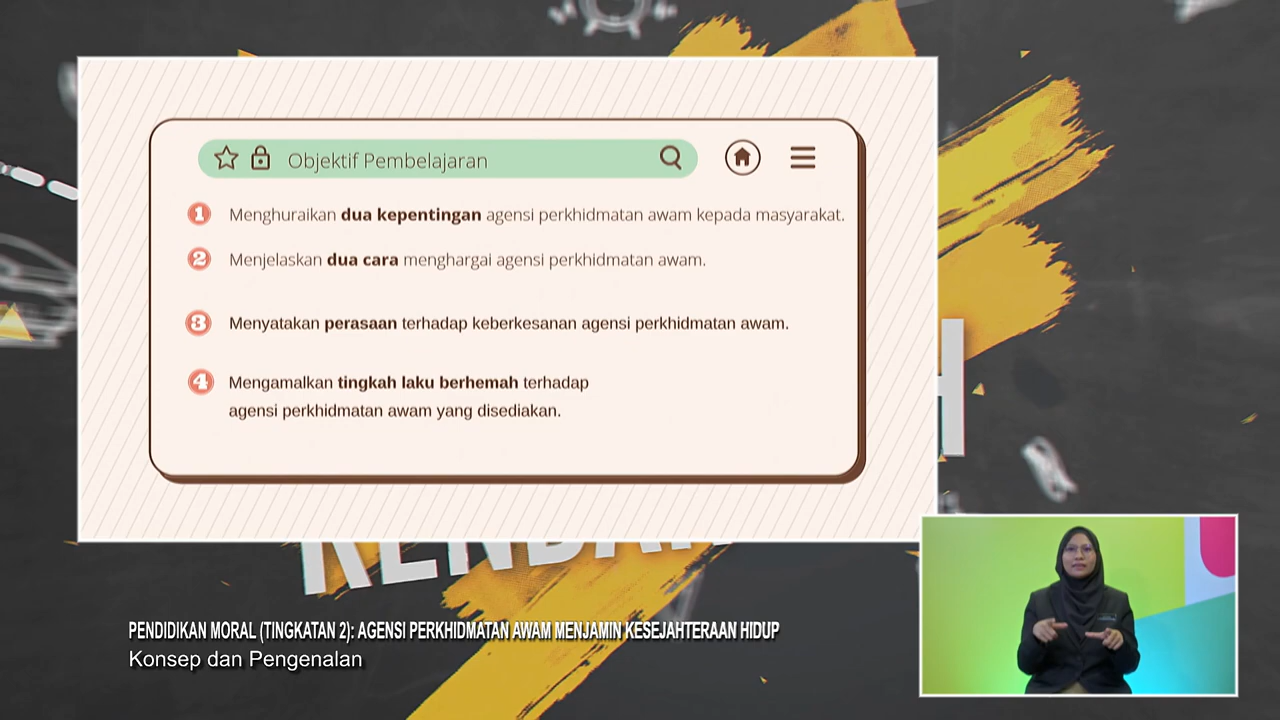 Objektif Pembelajaran
1 Menghuraikan dua kepentingan agensi perkhidmatan awam kepada masyarakat.
2 Menjelaskan dua cara menghargai agensi perkhidmatan awam.
3 Menyatakan perasaan terhadap keberkesanan agensi perkhidmatan awam.
4 Mengamalkan tingkah laku berhemah terhadap
agensi perkhidmatan awam yang disediakan.
PENDIDIKAN MORAL (TINGKATAN 2): AGENSI PERKHIDMATAN AWAM MENJAMIN KESEJAHTERAAN HIDUP
Konsep dan Pengenalan